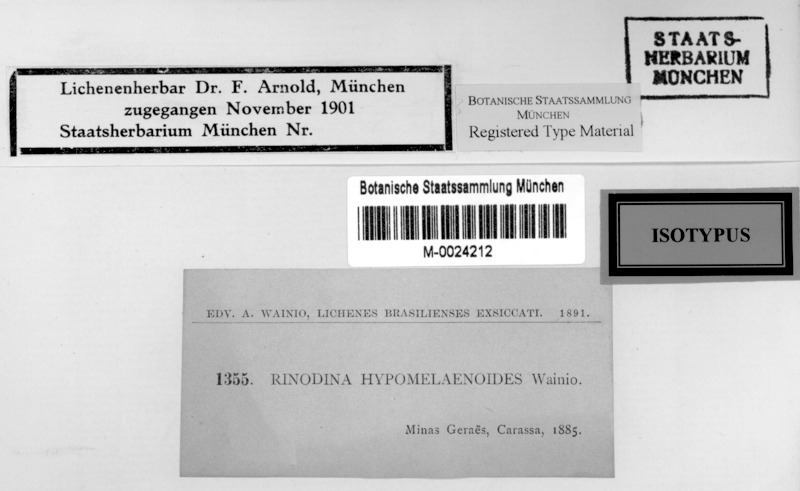 STAATS-
HERBARIUM
MÜNCHEN
Lichenenherbar Dr. F. Arnold, München
zugegangen November 1901
Staatsherbarium München Nr.
BOTANISCHE STAATSSAMMLUNG
MÜNCHEN
Registered Type Material
Botanische Staatssammlung München
M-0024212
ISOTYPUS
EDV. A. WAINIO, LICHENES BRASILIENSES EXSICCATI. 1891.
1355. RINODINA HYPOMELAENOIDES Wainio.
Minas Geraës, Carassa, 1885.